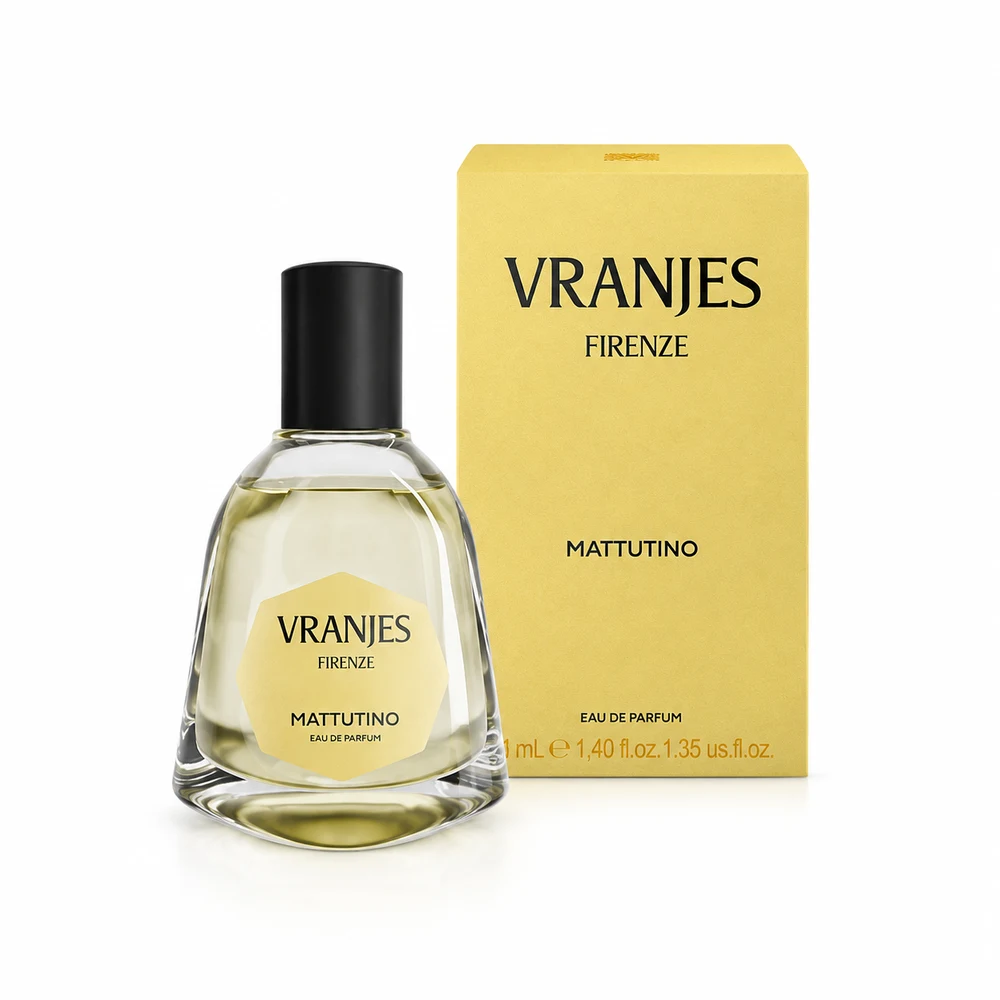 VRANJES
FIRENZE
MATTUTINO
EAU DE PARFUM
1 mL ℮ 1,40 fl.oz. 1.35 us.fl.oz.
VRANJES
FIRENZE
MATTUTINO
EAU DE PARFUM